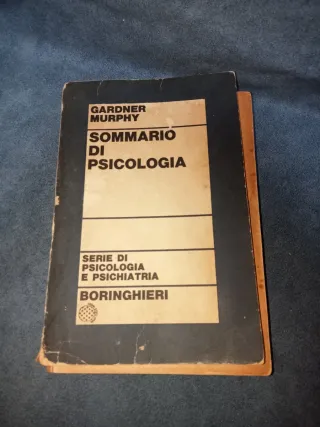 GARDNER
MURPHY
SOMMARIO
DI
PSICOLOGIA
SERIE DI
PSICOLOGIA
E PSICHIATRIA
BORINGHIERI